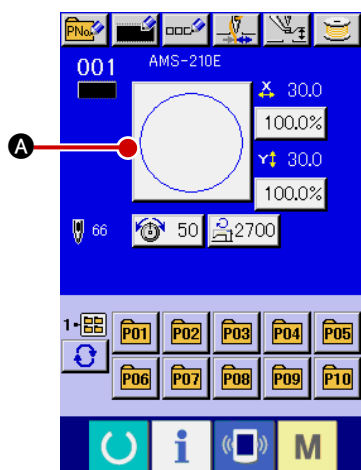 PNo.
001 AMS-210E
X 30.0
100.0%
A
Y 30.0
100.0%
66 50 2700
1-
P01 P02 P03 P04 P05
P06 P07 P08 P09 P10
i M